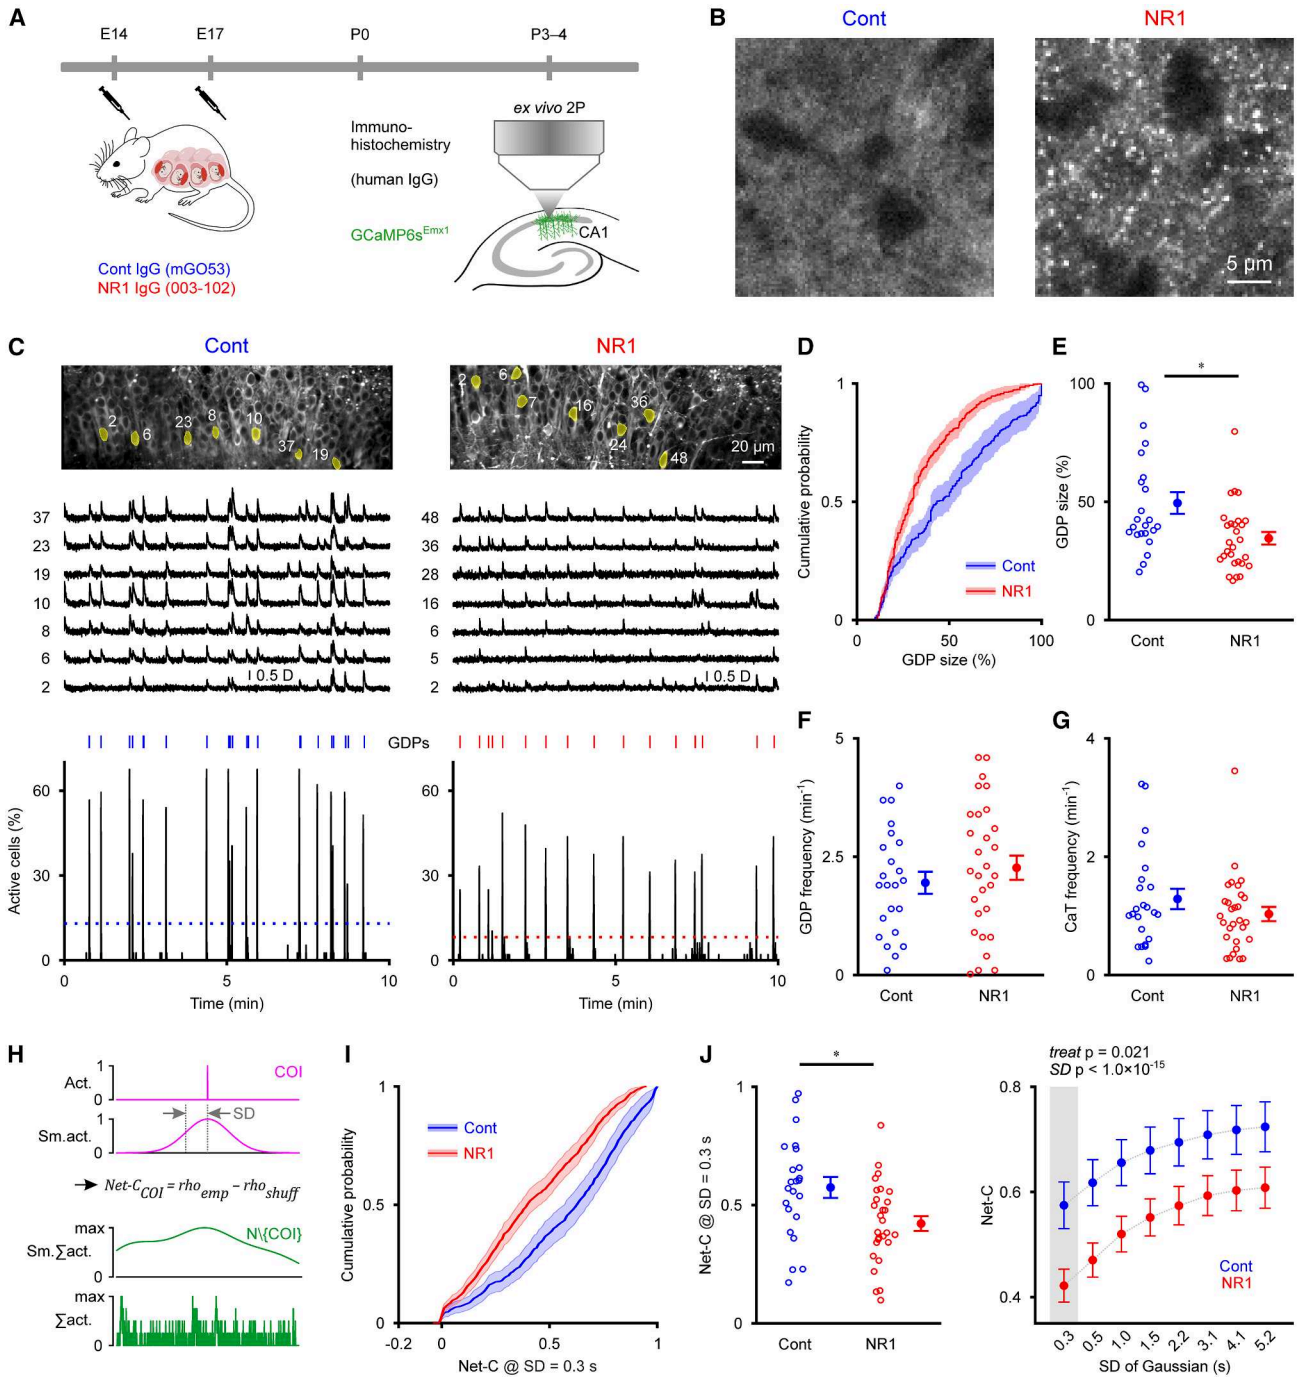 A
E14
E17
P0
P3–4
Immuno-
histochemistry
(human IgG)
GCaMP6s^Emx1
ex vivo 2P
CA1
Cont IgG (mGO53)
NR1 IgG (003-102)
B
Cont
NR1
5 µm
C
Cont
NR1
2
6
23
8
10
37
19
2
6
7
16
36
24
48
20 µm
37
23
19
10
8
6
2
I 0.5 D
48
36
28
16
6
5
2
I 0.5 D
GDPs
Active cells (%)
60
30
0
0
5
10
Time (min)
60
30
0
0
5
10
Time (min)
D
Cumulative probability
1
0.5
0
0
50
100
GDP size (%)
Cont
NR1
E
GDP size (%)
100
50
0
*
Cont
NR1
F
GDP frequency (min⁻¹)
5
2.5
0
Cont
NR1
G
CaT frequency (min⁻¹)
4
2
0
Cont
NR1
H
Act.
1
0
COI
Sm.act.
1
0
SD
Net-C_COI = rho_emp – rho_shuff
Sm.∑act.
max
0
N\{COI}
∑act.
max
0
I
Cumulative probability
1
0.5
0
-0.2
0
0.5
1
Net-C @ SD = 0.3 s
Cont
NR1
J
Net-C @ SD = 0.3 s
1
0.5
0
*
Cont
NR1
treat p = 0.021
SD p < 1.0×10⁻¹⁵
Net-C
0.8
0.6
0.4
Cont
NR1
0.3
0.5
1.0
1.5
2.2
3.1
4.1
5.2
SD of Gaussian (s)